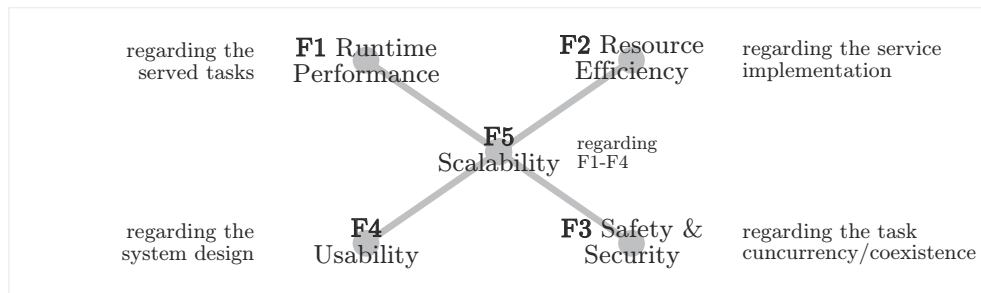 regarding the
served tasks
F1 Runtime
Performance
F2 Resource
Efficiency
regarding the service
implementation
F5
Scalability
regarding
F1-F4
regarding the
system design
F4
Usability
F3 Safety &
Security
regarding the task
cuncurrency/coexistence